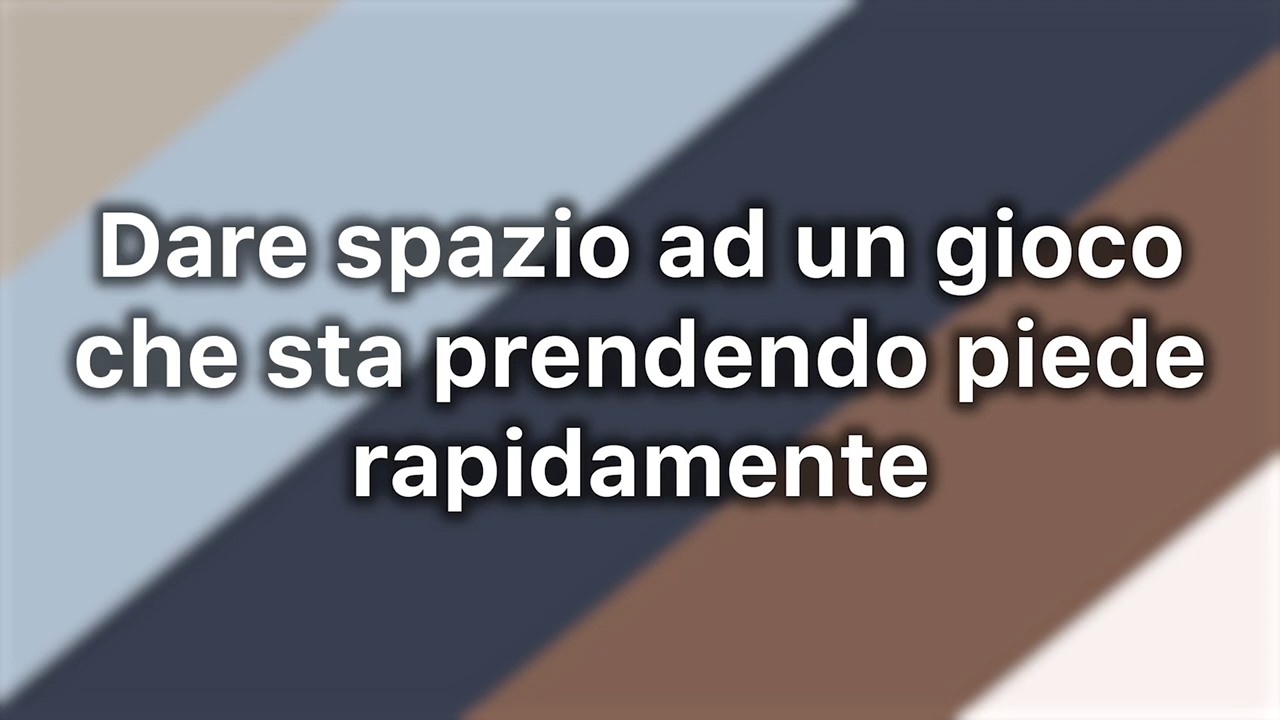 Dare spazio ad un gioco
che sta prendendo piede
rapidamente